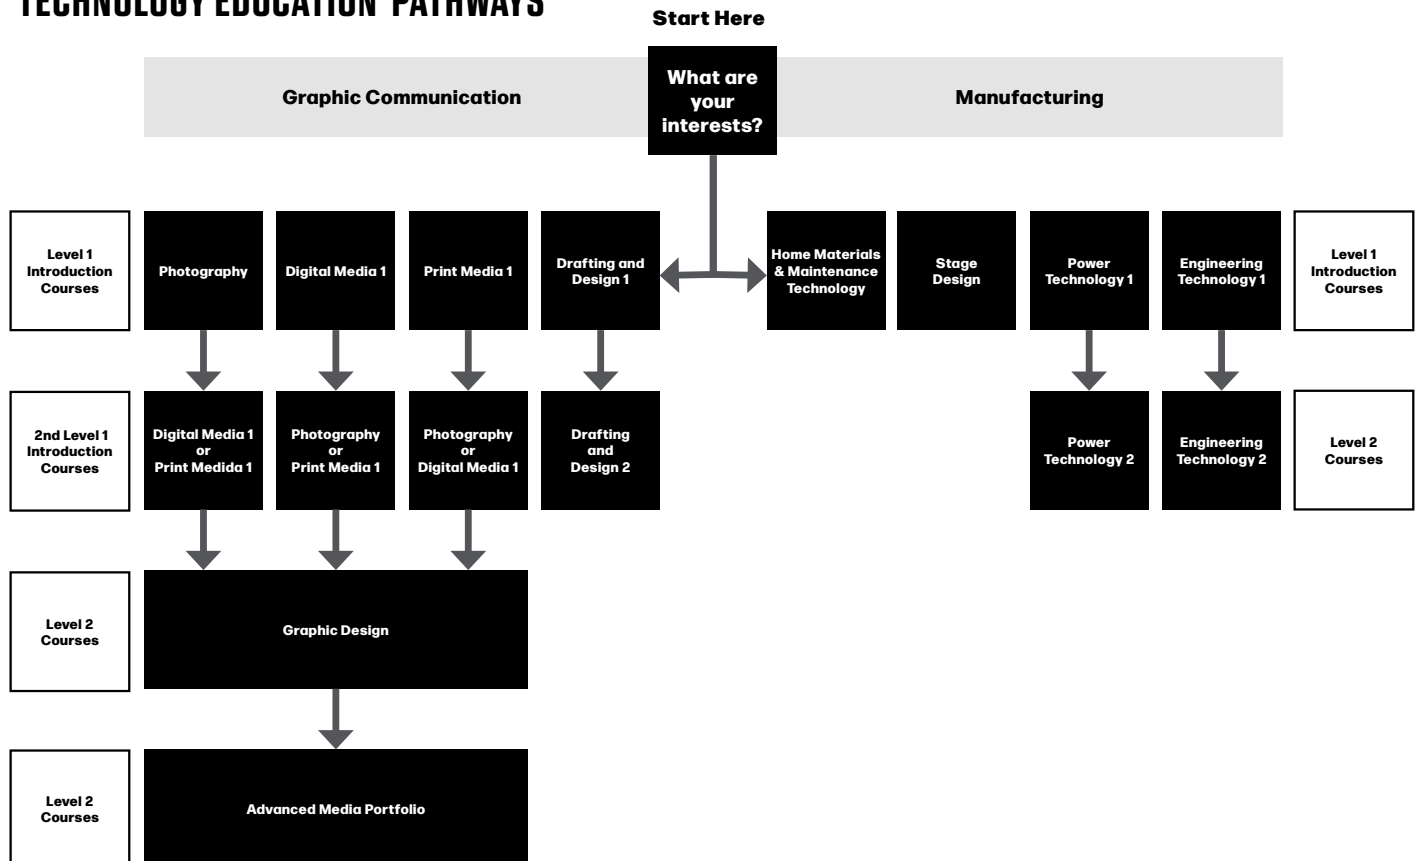 TECHNOLOGY EDUCATION PATHWAYS
Start Here
What are
your
interests?
Graphic Communication
Manufacturing
Level 1
Introduction
Courses
Photography
Digital Media 1
Print Media 1
Drafting and
Design 1
Home Materials
& Maintenance
Technology
Stage
Design
Power
Technology 1
Engineering
Technology 1
Level 1
Introduction
Courses
2nd Level 1
Introduction
Courses
Digital Media 1
or
Print Medida 1
Photography
or
Print Media 1
Photography
or
Digital Media 1
Drafting
and
Design 2
Power
Technology 2
Engineering
Technology 2
Level 2
Courses
Level 2
Courses
Graphic Design
Level 2
Courses
Advanced Media Portfolio